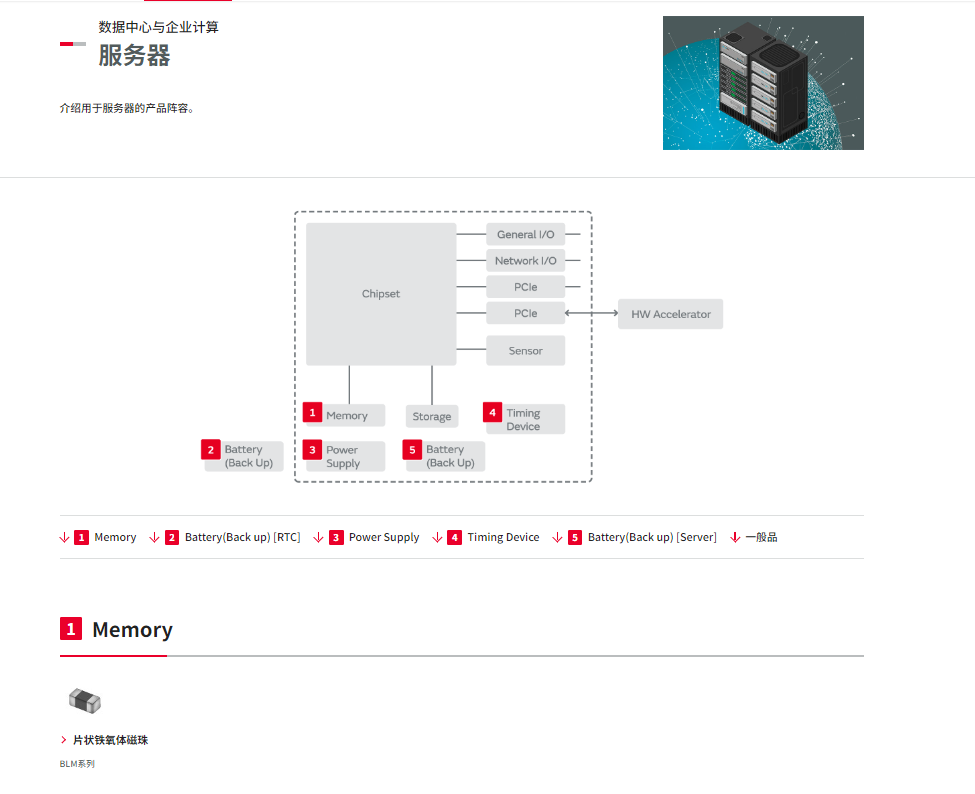 数据中心与企业计算
服务器
介绍用于服务器的产品阵容。
General I/O
Network I/O
Chipset
PCIe
PCIe
HW Accelerator
Sensor
1 Memory
Storage
4 Timing
Device
2 Battery
(Back Up)
3 Power
Supply
5 Battery
(Back Up)
1 Memory 2 Battery(Back up) [RTC] 3 Power Supply 4 Timing Device 5 Battery(Back up) [Server] 一般品
1 Memory
片状铁氧体磁珠
BLM系列